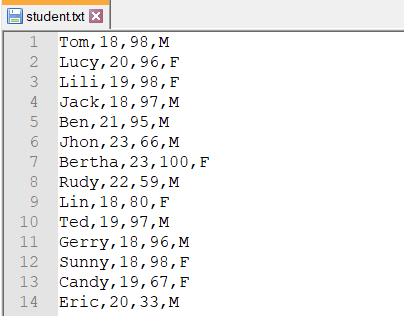 student.txt
1 Tom,18,98,M
2 Lucy,20,96,F
3 Lili,19,98,F
4 Jack,18,97,M
5 Ben,21,95,M
6 Jhon,23,66,M
7 Bertha,23,100,F
8 Rudy,22,59,M
9 Lin,18,80,F
10 Ted,19,97,M
11 Gerry,18,96,M
12 Sunny,18,98,F
13 Candy,19,67,F
14 Eric,20,33,M